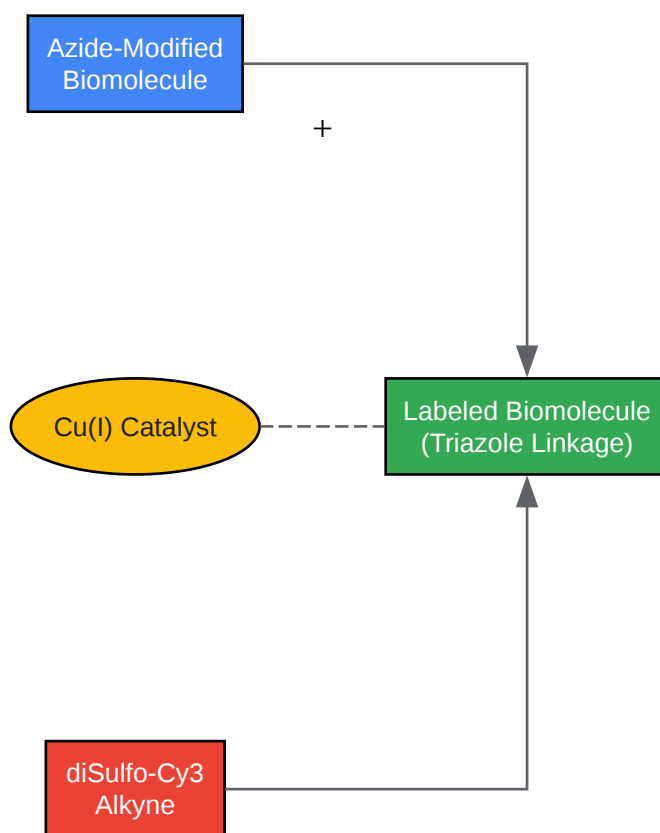 Azide-Modified
Biomolecule
+
Cu(I) Catalyst
Labeled Biomolecule
(Triazole Linkage)
diSulfo-Cy3
Alkyne